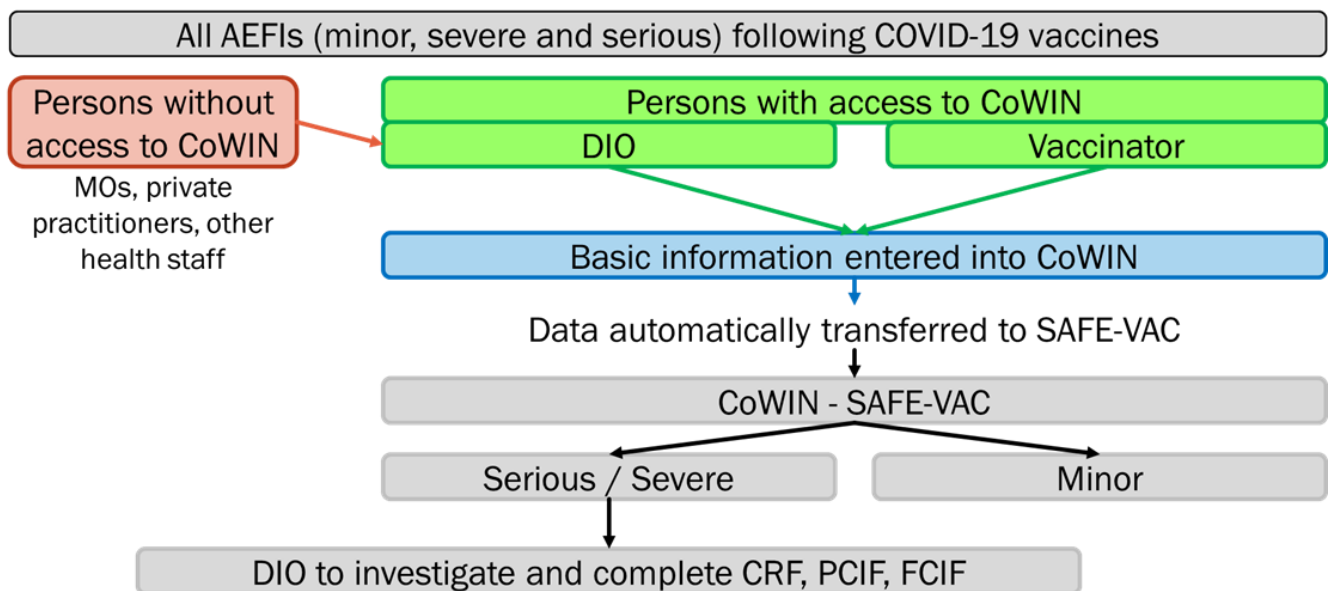 All AEFIs (minor, severe and serious) following COVID-19 vaccines
Persons without
access to CoWIN
MOs, private
practitioners, other
health staff
Persons with access to CoWIN
DIO
Vaccinator
Basic information entered into CoWIN
Data automatically transferred to SAFE-VAC
CoWIN - SAFE-VAC
Serious / Severe
Minor
DIO to investigate and complete CRF, PCIF, FCIF